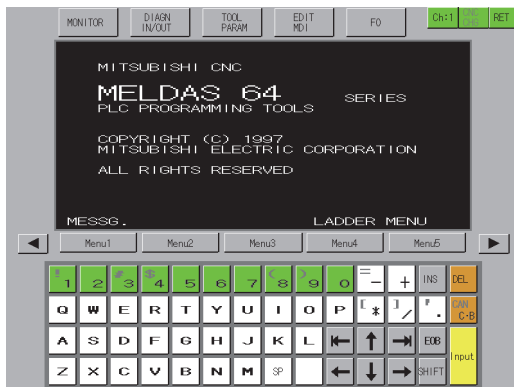 MONITOR DIAGN IN/OUT TOOL PARAM EDIT MDI F0 Ch:1 CNC CHG RET
MITSUBISHI CNC
MELDAS 64 SERIES
PLC PROGRAMMING TOOLS
COPYRIGHT (C) 1997
MITSUBISHI ELECTRIC CORPORATION
ALL RIGHTS RESERVED
MESSG. LADDER MENU
◀ Menu1 Menu2 Menu3 Menu4 Menu5 ▶
! 1 2 # 3 $ 4 5 6 7 ( 8 ) 9 0 = - + INS DEL
Q W E R T Y U I O P [ * ] / ' . CAN C·B
A S D F G H J K L ⇤ ↑ ⇥ EOB Input
Z X C V B N M SP ← ↓ → SHIFT